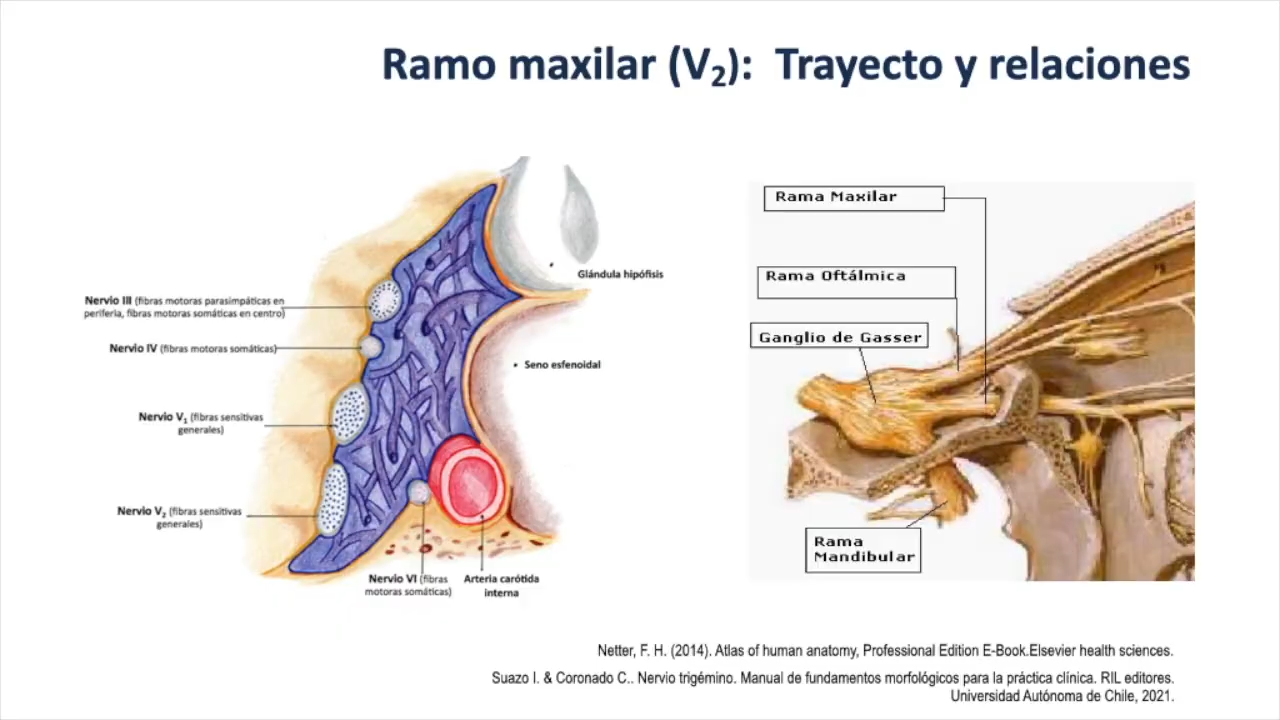 Ramo maxilar (V₂):  Trayecto y relaciones
Glándula hipófisis
Nervio III (fibras motoras parasimpáticas en
periferia, fibras motoras somáticas en centro)
Nervio IV (fibras motoras somáticas)
Seno esfenoidal
Nervio V₁ (fibras sensitivas
generales)
Nervio V₂ (fibras sensitivas
generales)
Nervio VI (fibras
motoras somáticas)
Arteria carótida
interna
Rama Maxilar
Rama Oftálmica
Ganglio de Gasser
Rama
Mandibular
Netter, F. H. (2014). Atlas of human anatomy, Professional Edition E-Book.Elsevier health sciences.
Suazo I. & Coronado C.. Nervio trigémino. Manual de fundamentos morfológicos para la práctica clínica. RIL editores.
Universidad Autónoma de Chile, 2021.